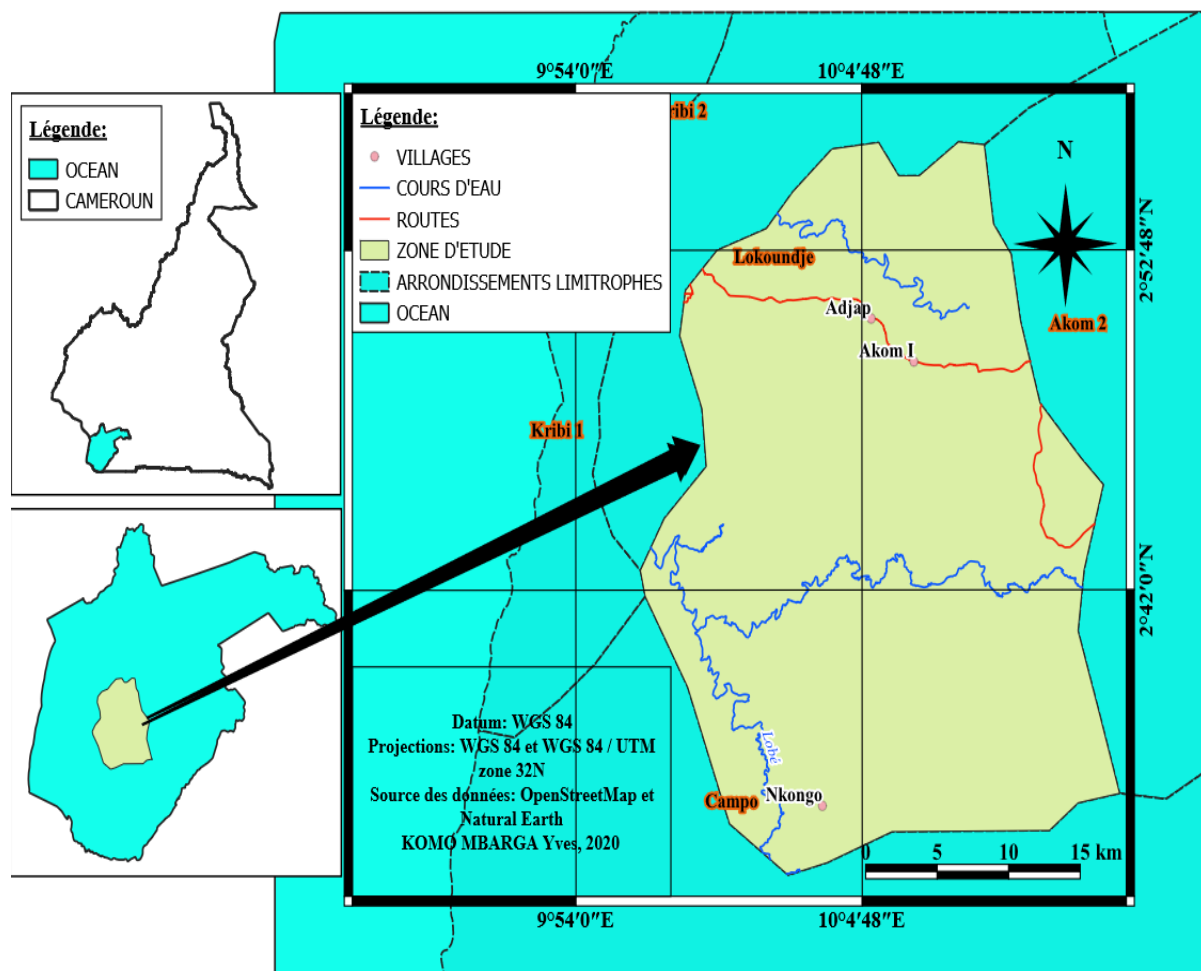 9°54′0″E 10°4′48″E
Légende:
OCEAN
CAMEROUN
Légende:
VILLAGES
COURS D'EAU
ROUTES
ZONE D'ETUDE
ARRONDISSEMENTS LIMITROPHES
OCEAN
ribi 2
N
2°52′48″N
Lokoundje
Adjap
Akom 2
Akom I
Kribi 1
2°42′0″N
Datum: WGS 84
Projections: WGS 84 et WGS 84 / UTM
zone 32N
Source des données: OpenStreetMap et
Natural Earth
KOMO MBARGA Yves, 2020
Lobé
Campo
Nkongo
0 5 10 15 km
9°54′0″E 10°4′48″E